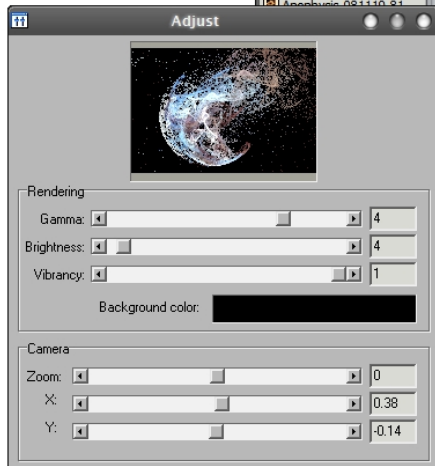 Apophysis-081110-81
Adjust
Rendering
Gamma: 4
Brightness: 4
Vibrancy: 1
Background color:
Camera
Zoom: 0
X: 0.38
Y: -0.14